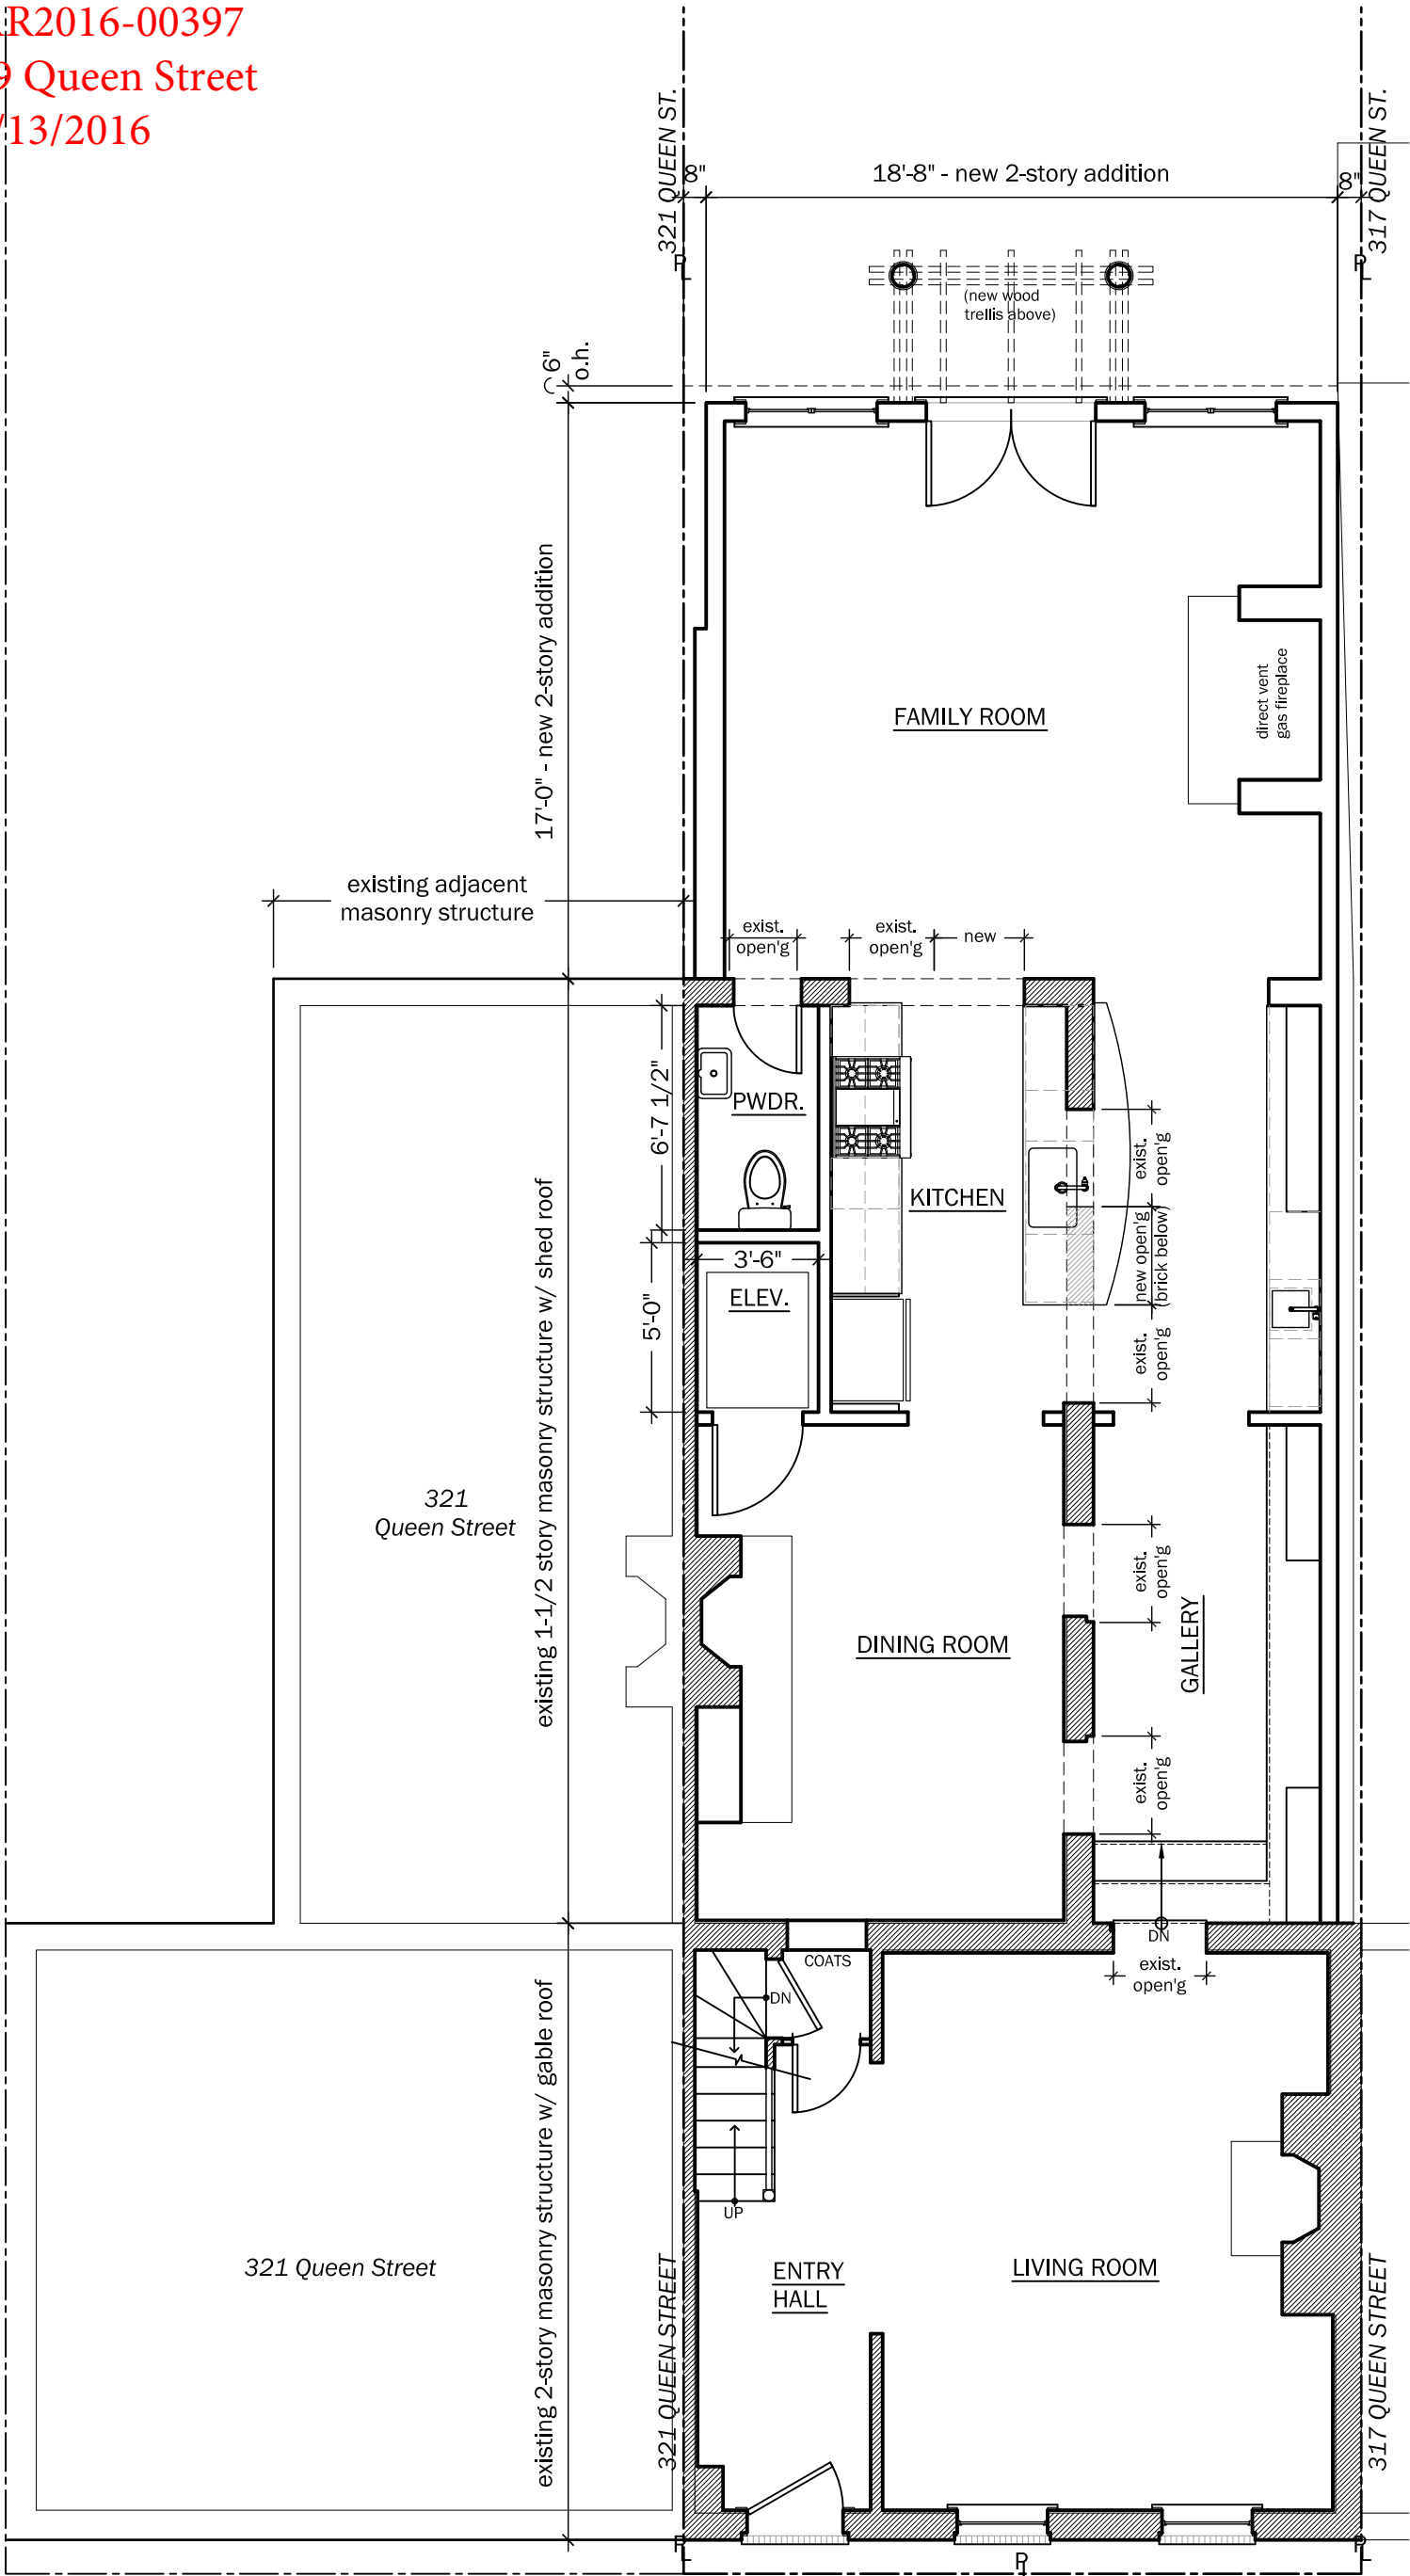 R2016-00397
9 Queen Street
/13/2016
321 QUEEN ST.
317 QUEEN ST.
8"
18'-8" - new 2-story addition
8"
PL
PL
(new wood
trellis above)
6"
o.h.
17'-0" - new 2-story addition
FAMILY ROOM
direct vent
gas fireplace
existing adjacent
masonry structure
exist.
open'g
exist.
open'g
new
6'-7 1/2"
PWDR.
KITCHEN
exist.
open'g
new open'g
(brick below)
exist.
open'g
3'-6"
ELEV.
5'-0"
existing 1-1/2 story masonry structure w/ shed roof
321
Queen Street
exist.
open'g
DINING ROOM
GALLERY
exist.
open'g
DN
exist.
open'g
COATS
DN
existing 2-story masonry structure w/ gable roof
UP
321 Queen Street
321 QUEEN STREET
ENTRY
HALL
LIVING ROOM
317 QUEEN STREET
PL
PL
P